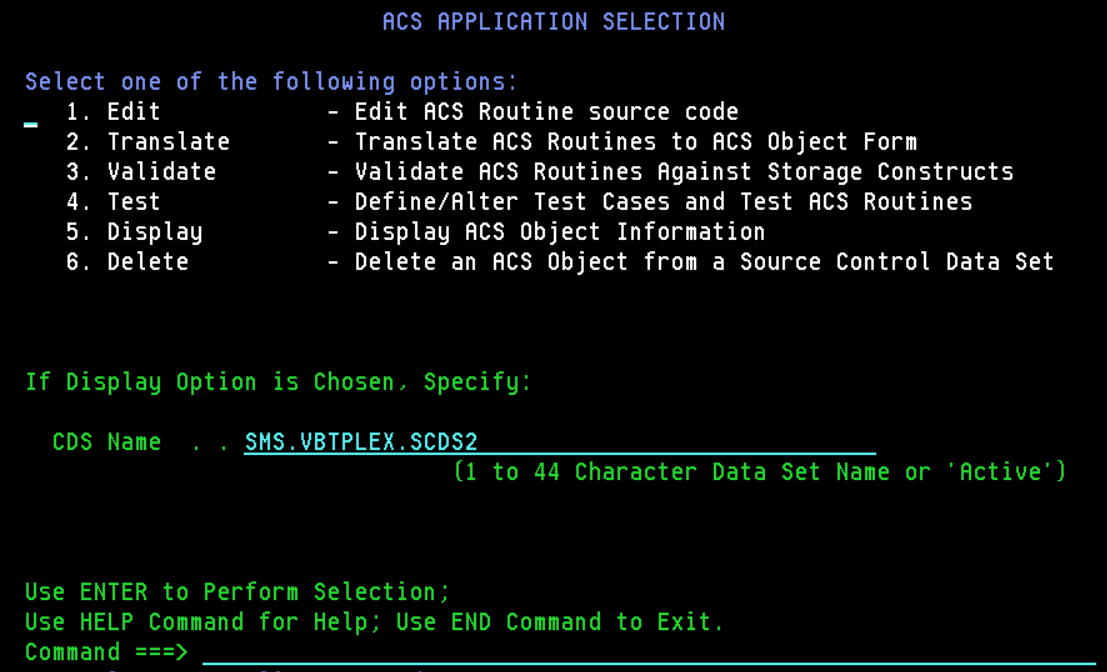 ACS APPLICATION SELECTION
Select one of the following options:
1. Edit - Edit ACS Routine source code
2. Translate - Translate ACS Routines to ACS Object Form
3. Validate - Validate ACS Routines Against Storage Constructs
4. Test - Define/Alter Test Cases and Test ACS Routines
5. Display - Display ACS Object Information
6. Delete - Delete an ACS Object from a Source Control Data Set
If Display Option is Chosen, Specify:
CDS Name . . SMS.VBTPLEX.SCDS2
(1 to 44 Character Data Set Name or 'Active')
Use ENTER to Perform Selection;
Use HELP Command for Help; Use END Command to Exit.
Command ===>